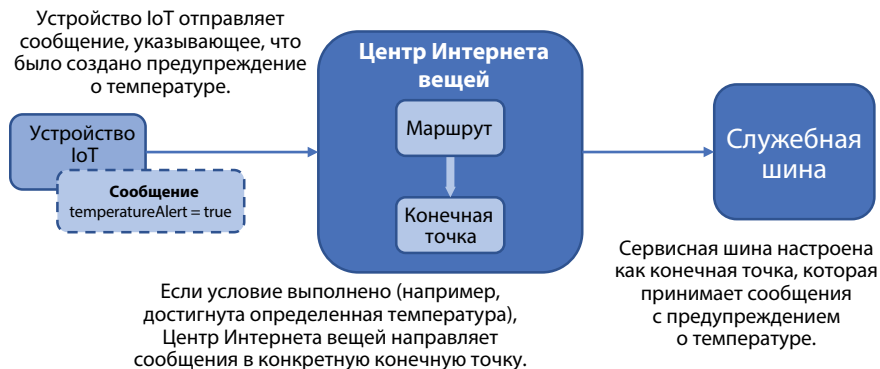 Устройство IoT отправляет
сообщение, указывающее, что
было создано предупреждение
о температуре.
Устройство
IoT
Сообщение
temperatureAlert = true
Центр Интернета
вещей
Маршрут
Конечная
точка
Если условие выполнено (например,
достигнута определенная температура),
Центр Интернета вещей направляет
сообщения в конкретную конечную точку.
Служебная
шина
Сервисная шина настроена
как конечная точка, которая
принимает сообщения
с предупреждением
о температуре.